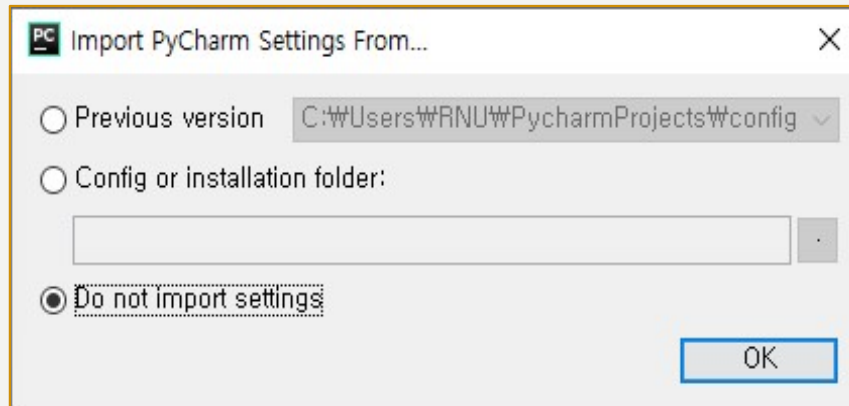 PC
Import PyCharm Settings From...
Previous version C:₩Users₩RNU₩PycharmProjects₩config
Config or installation folder:
.
Do not import settings
OK